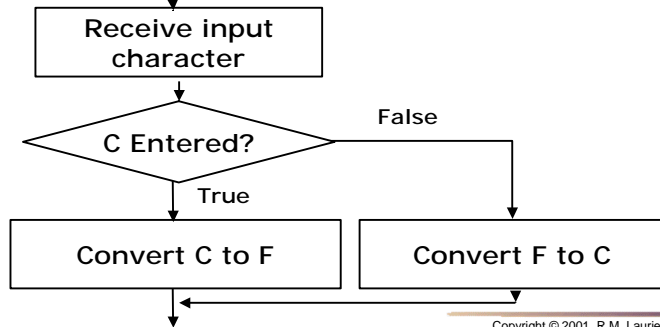 Receive input
character
C Entered?
False
True
Convert C to F
Convert F to C
Copyright © 2001 R.M. Laurie